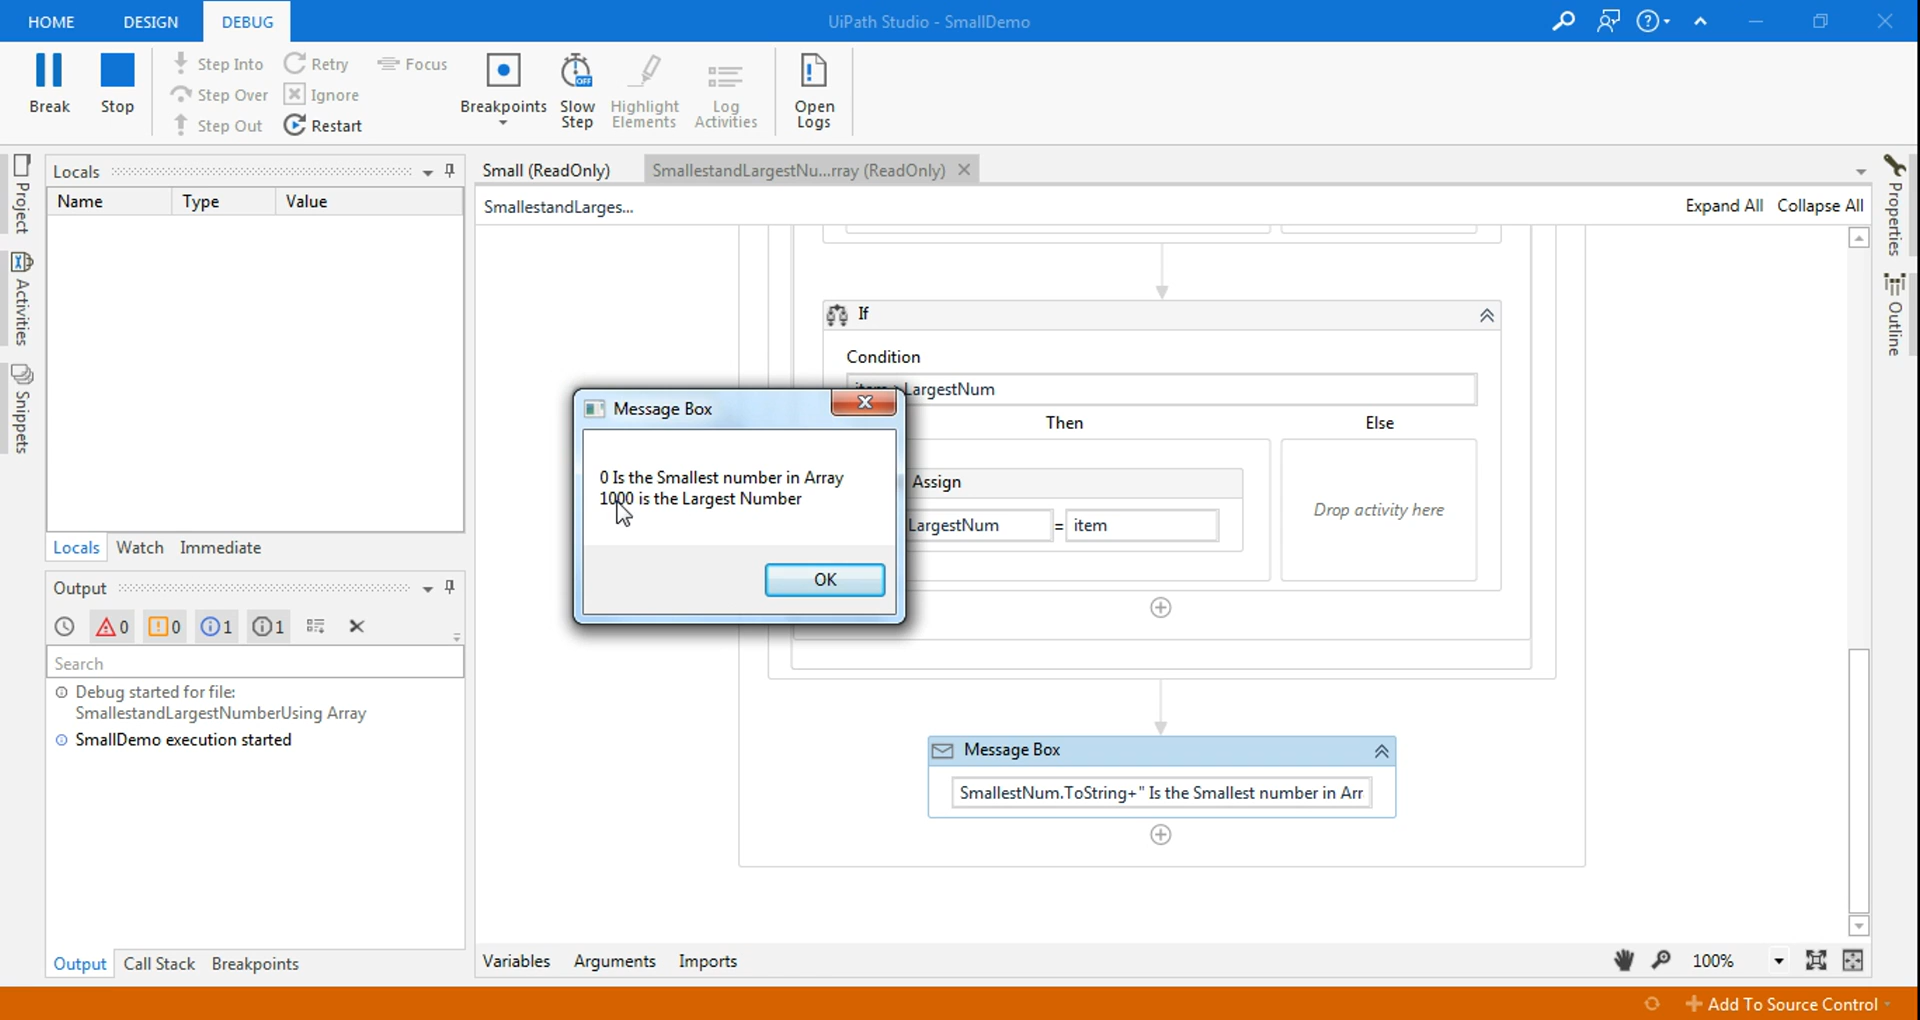 HOME DESIGN DEBUG UiPath Studio - SmallDemo
Break
Stop
Step Into
Step Over
Step Out
Retry
Ignore
Restart
Focus
Breakpoints
Slow
Step
OFF
Highlight
Elements
Log
Activities
Open
Logs
Project
Activities
Snippets
Locals
Name Type Value
Locals Watch Immediate
Output
0 0 1 1
Search
Debug started for file:
SmallestandLargestNumberUsing Array
SmallDemo execution started
Output Call Stack Breakpoints
Small (ReadOnly) SmallestandLargestNu...rray (ReadOnly)
SmallestandLarges... Expand All Collapse All
If
Condition
LargestNum
Then Else
Assign
LargestNum = item
Drop activity here
Message Box
0 Is the Smallest number in Array
1000 is the Largest Number
OK
Message Box
SmallestNum.ToString+" Is the Smallest number in Arr
Variables Arguments Imports 100%
Properties
Outline
Add To Source Control